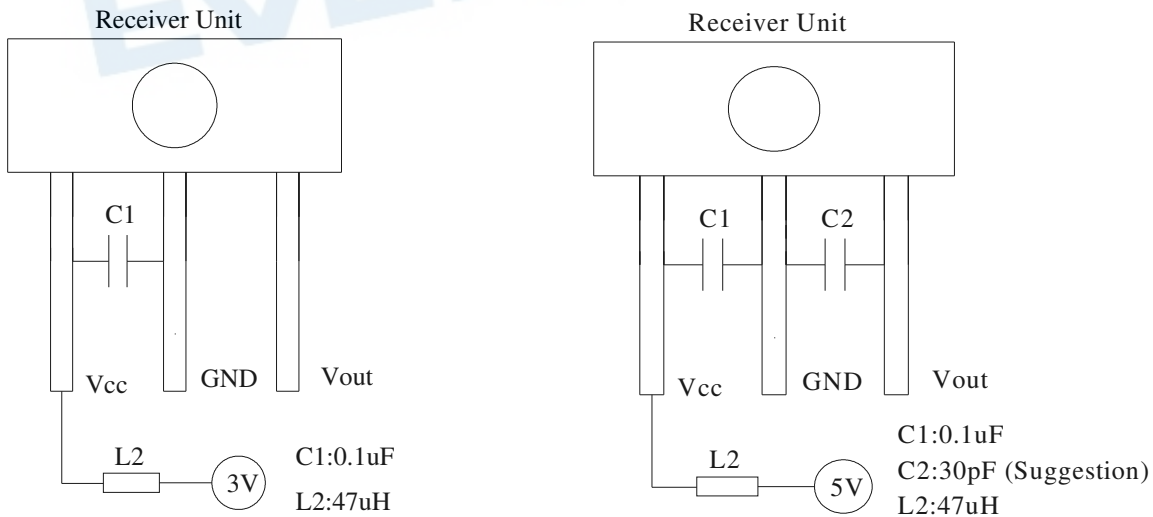 Receiver Unit
C1
Vcc
GND
Vout
L2
3V
C1:0.1uF
L2:47uH
Receiver Unit
C1
C2
Vcc
GND
Vout
L2
5V
C1:0.1uF
C2:30pF (Suggestion)
L2:47uH